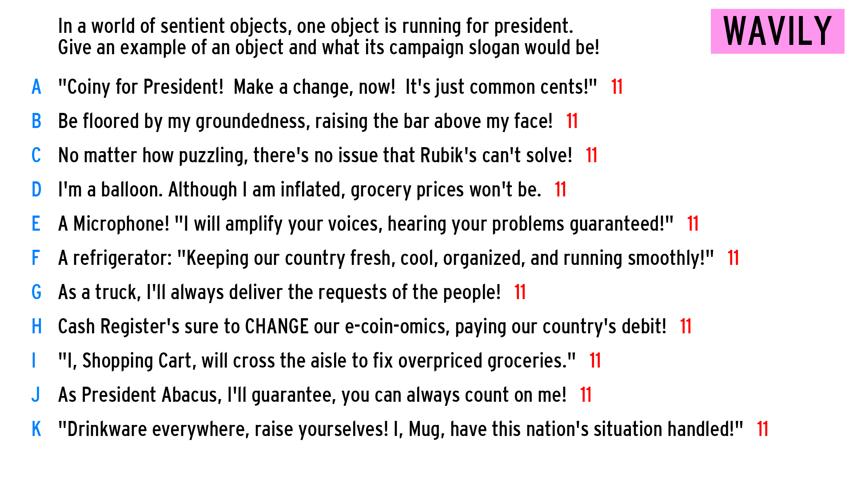 In a world of sentient objects, one object is running for president.
Give an example of an object and what its campaign slogan would be!
WAVILY
A "Coiny for President!  Make a change, now!  It's just common cents!" 11
B Be floored by my groundedness, raising the bar above my face! 11
C No matter how puzzling, there's no issue that Rubik's can't solve! 11
D I'm a balloon. Although I am inflated, grocery prices won't be. 11
E A Microphone! "I will amplify your voices, hearing your problems guaranteed!" 11
F A refrigerator: "Keeping our country fresh, cool, organized, and running smoothly!" 11
G As a truck, I'll always deliver the requests of the people! 11
H Cash Register's sure to CHANGE our e-coin-omics, paying our country's debit! 11
I "I, Shopping Cart, will cross the aisle to fix overpriced groceries." 11
J As President Abacus, I'll guarantee, you can always count on me! 11
K "Drinkware everywhere, raise yourselves! I, Mug, have this nation's situation handled!" 11